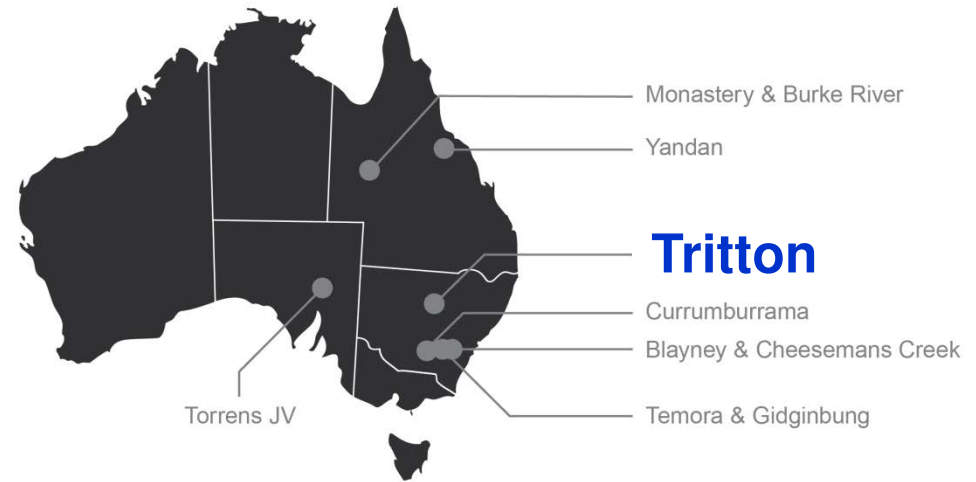 Monastery & Burke River
Yandan
Tritton
Currumburrama
Blayney & Cheesemans Creek
Temora & Gidginbung
Torrens JV